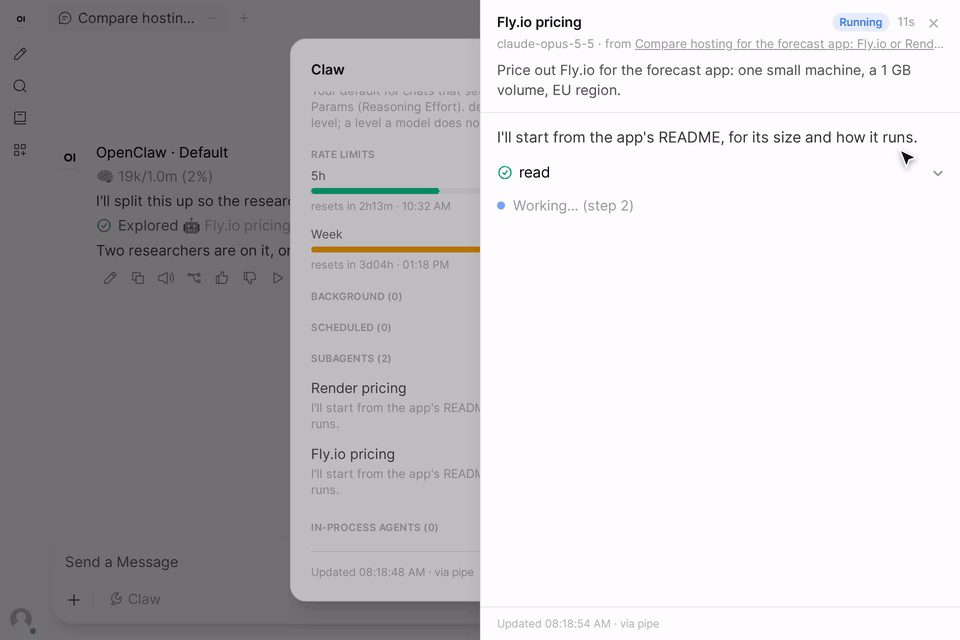 OI
Compare hostin...
OI
OpenClaw · Default
19k/1.0m (2%)
I'll split this up so the resear
Explored
Fly.io pricing
Two researchers are on it, or
Send a Message
Claw
Claw
Params (Reasoning Effort). de
level; a level a model does no
RATE LIMITS
5h
resets in 2h13m · 10:32 AM
Week
resets in 3d04h · 01:18 PM
BACKGROUND (0)
SCHEDULED (0)
SUBAGENTS (2)
Render pricing
I'll start from the app's READM
runs.
Fly.io pricing
I'll start from the app's READM
runs.
IN-PROCESS AGENTS (0)
Updated 08:18:48 AM · via pipe
Fly.io pricing
Running
11s
claude-opus-5-5 · from Compare hosting for the forecast app: Fly.io or Rend...
Price out Fly.io for the forecast app: one small machine, a 1 GB
volume, EU region.
I'll start from the app's README, for its size and how it runs.
read
Working... (step 2)
Updated 08:18:54 AM · via pipe